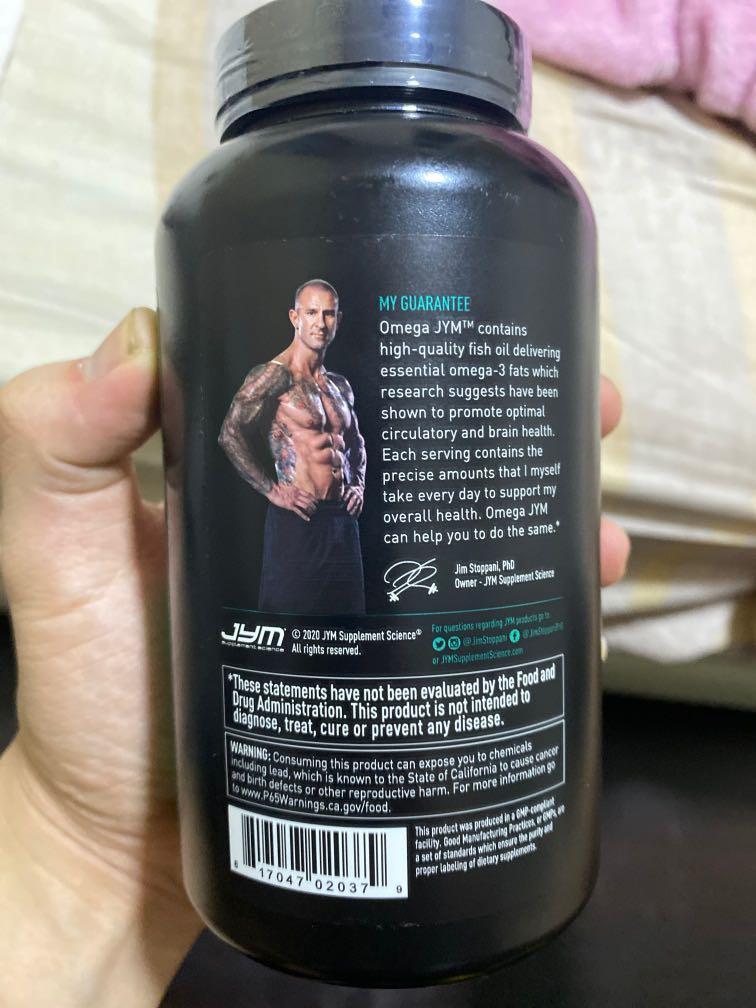 MY GUARANTEE
Omega JYM™ contains
high-quality fish oil delivering
essential omega-3 fats which
research suggests have been
shown to promote optimal
circulatory and brain health.
Each serving contains the
precise amounts that I myself
take every day to support my
overall health. Omega JYM
can help you to do the same.*
Jim Stoppani, PhD
Owner - JYM Supplement Science
JYM
supplement science
© 2020 JYM Supplement Science®
All rights reserved.
For questions regarding JYM products go to
@JimStoppani @JimStoppaniPhD
or JYMSupplementScience.com
*These statements have not been evaluated by the Food and
Drug Administration. This product is not intended to
diagnose, treat, cure or prevent any disease.
WARNING: Consuming this product can expose you to chemicals
including lead, which is known to the State of California to cause cancer
and birth defects or other reproductive harm. For more information go
to www.P65Warnings.ca.gov/food.
6 17047 02037 9
This product was produced in a GMP-compliant
facility. Good Manufacturing Practices, or GMPs, are
a set of standards which ensure the purity and
proper labeling of dietary supplements.